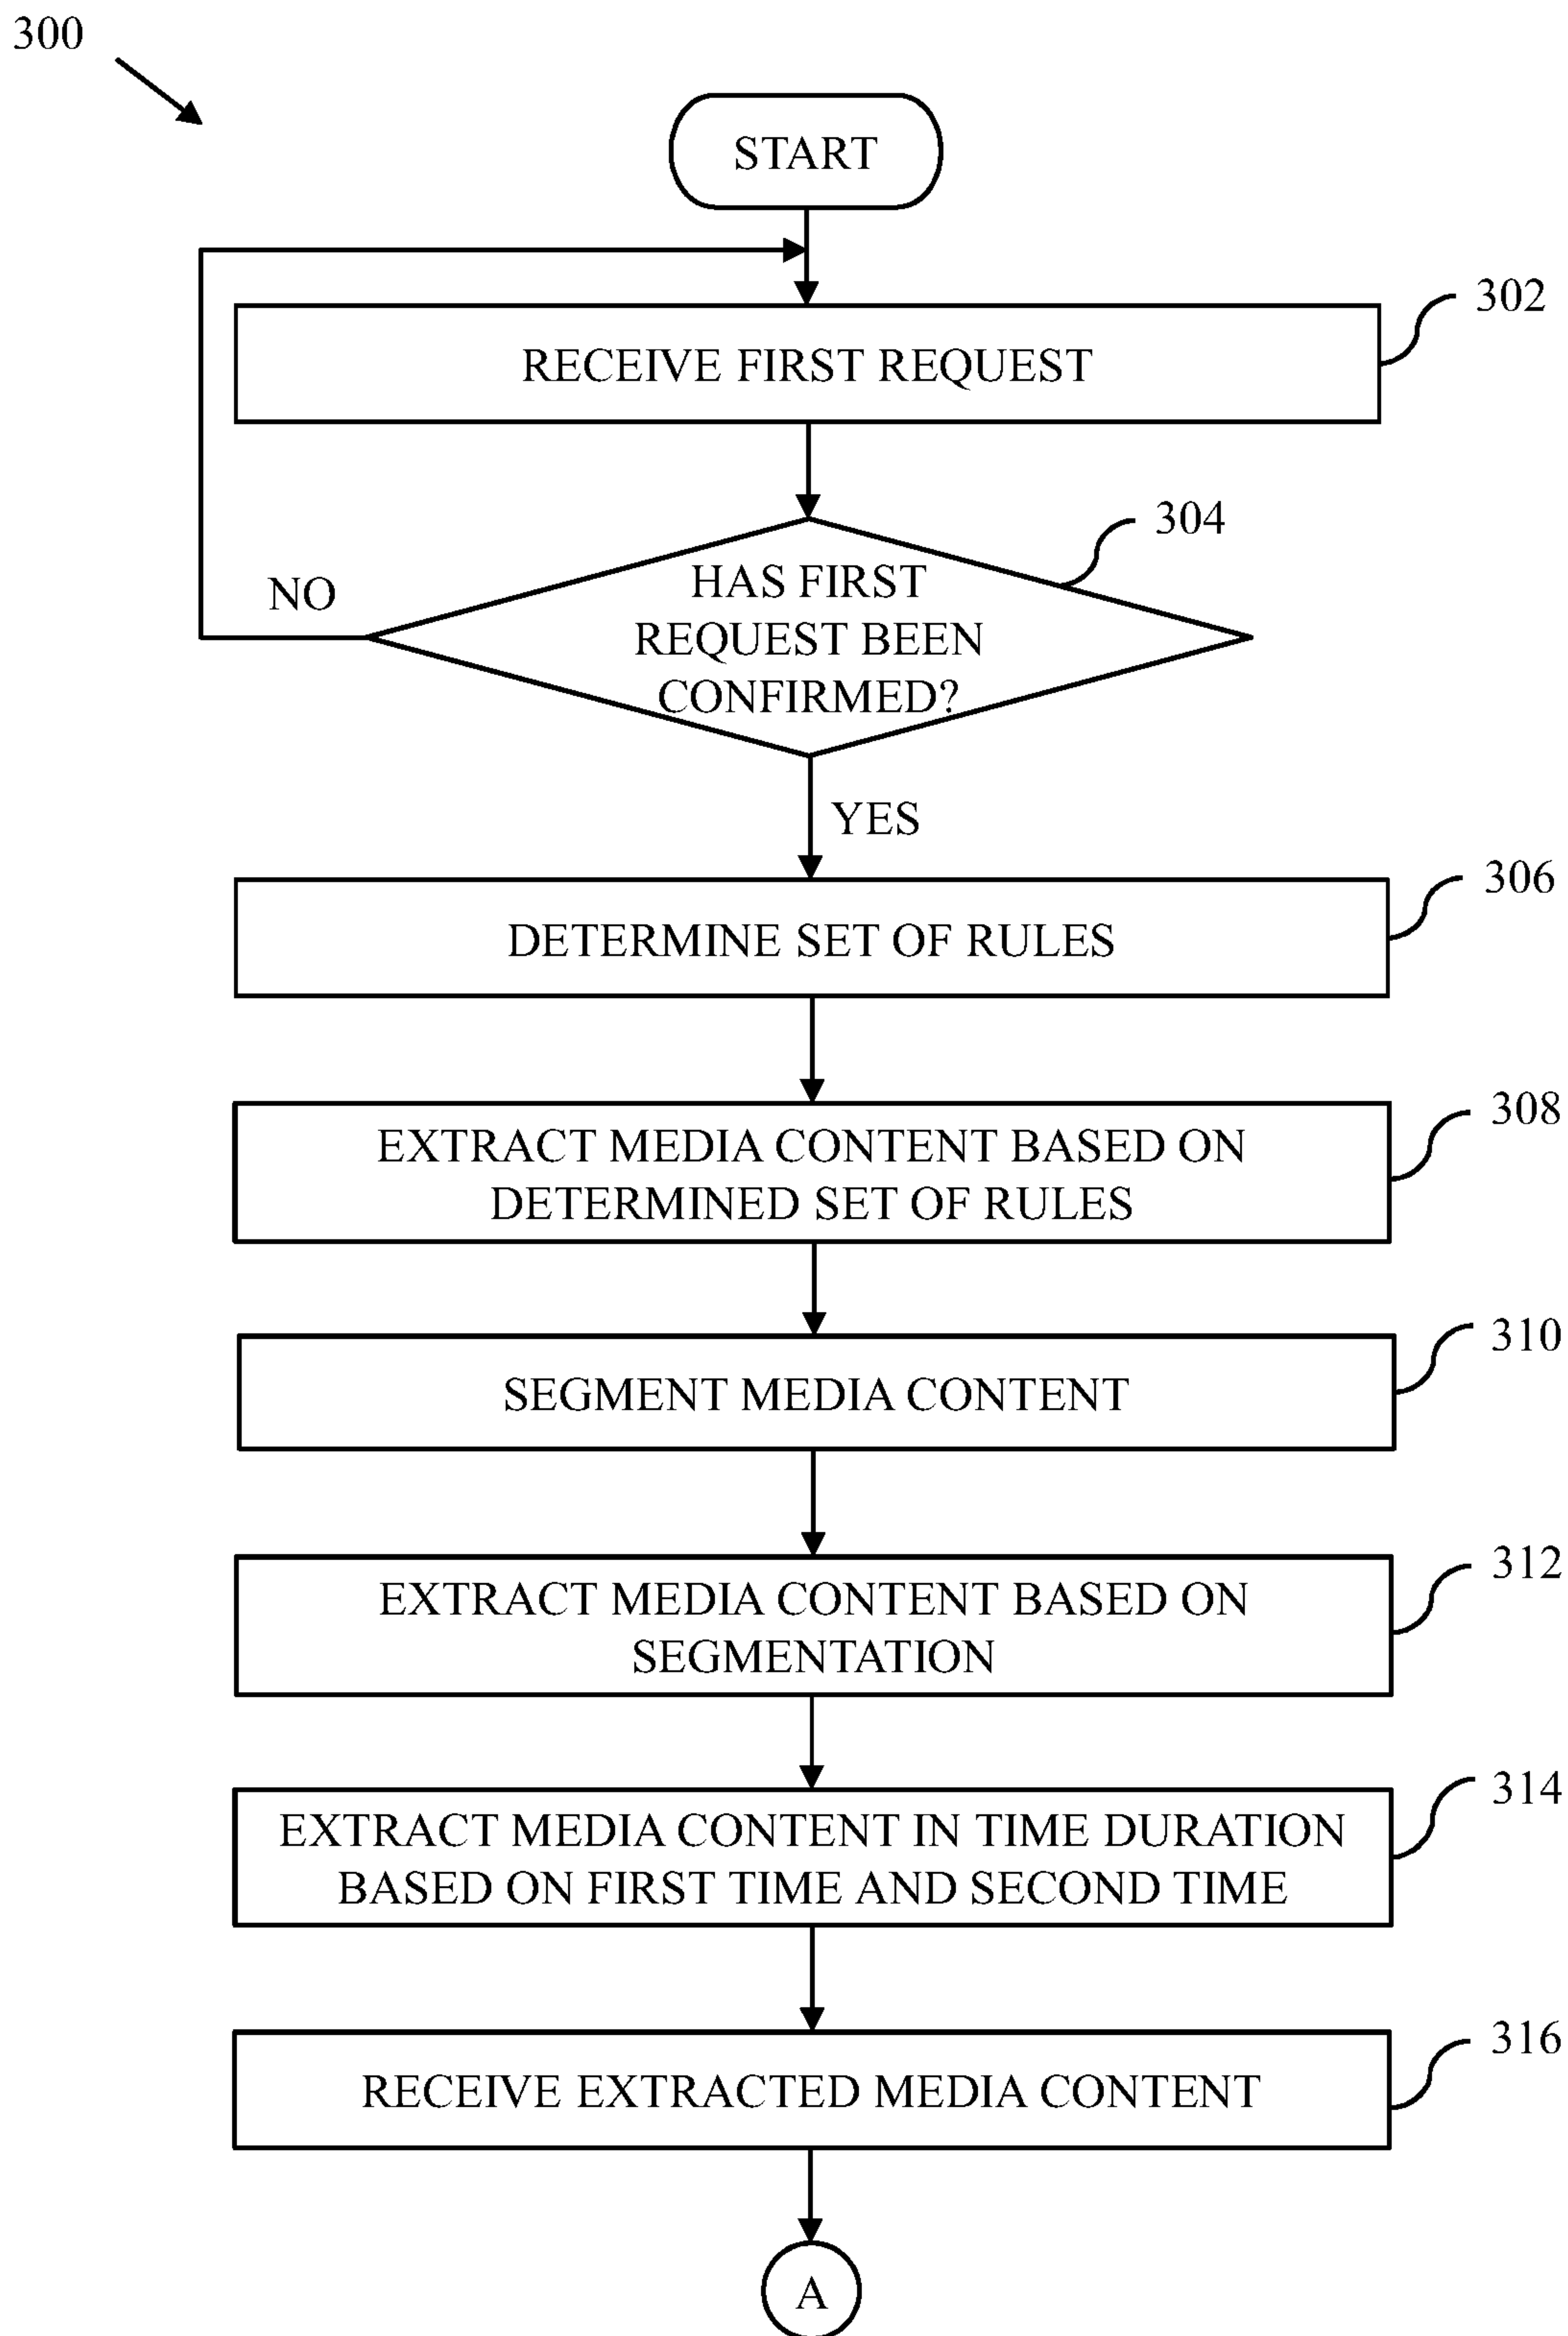 300
START
302
RECEIVE FIRST REQUEST
304
HAS FIRST
REQUEST BEEN
CONFIRMED?
NO
YES
306
DETERMINE SET OF RULES
308
EXTRACT MEDIA CONTENT BASED ON
DETERMINED SET OF RULES
310
SEGMENT MEDIA CONTENT
312
EXTRACT MEDIA CONTENT BASED ON
SEGMENTATION
314
EXTRACT MEDIA CONTENT IN TIME DURATION
BASED ON FIRST TIME AND SECOND TIME
316
RECEIVE EXTRACTED MEDIA CONTENT
A